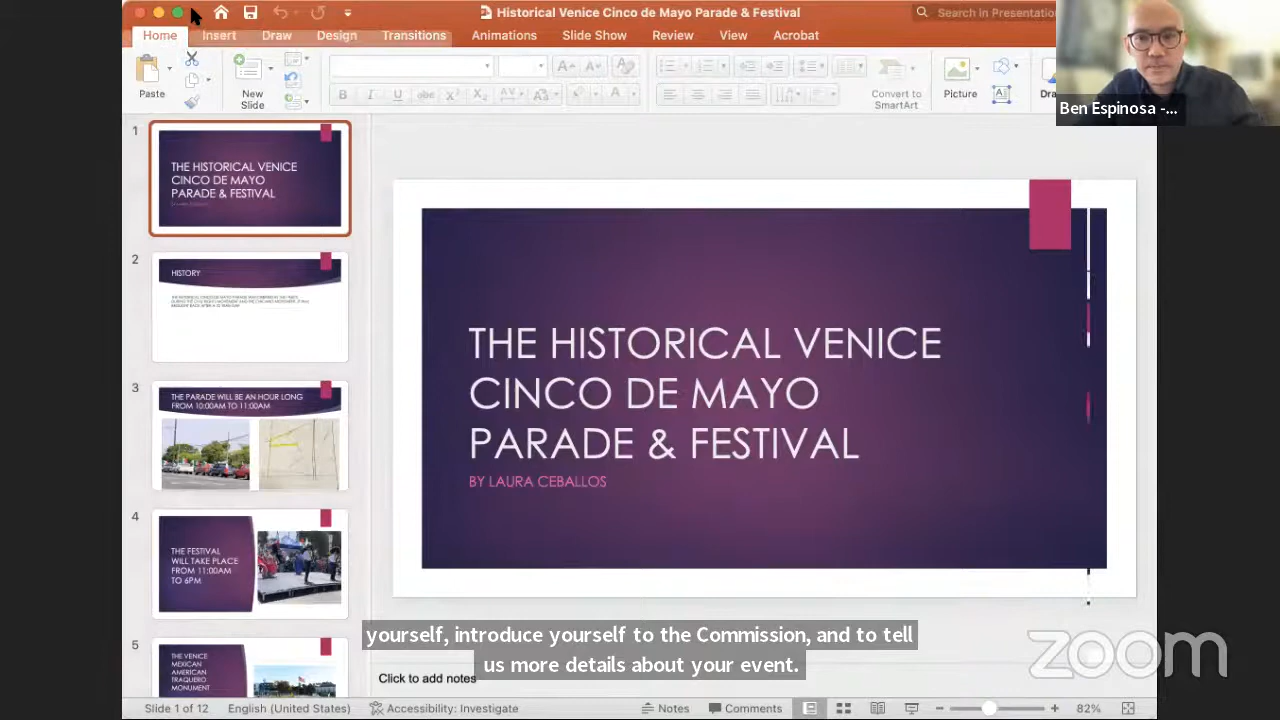 Historical Venice Cinco de Mayo Parade & Festival
Search in Presentation
Home Insert Draw Design Transitions Animations Slide Show Review View Acrobat
Paste
New
Slide
Convert to
SmartArt
Picture
Ben Espinosa -...
1
THE HISTORICAL VENICE
CINCO DE MAYO
PARADE & FESTIVAL
2
HISTORY
3
THE PARADE WILL BE AN HOUR LONG
FROM 10:00AM TO 11:00AM
4
THE FESTIVAL
WILL TAKE PLACE
FROM 11:00AM
TO 6PM
5
THE VENICE
MEXICAN
AMERICAN
TRAQUERO
MONUMENT
THE HISTORICAL VENICE
CINCO DE MAYO
PARADE & FESTIVAL
BY LAURA CEBALLOS
yourself, introduce yourself to the Commission, and to tell
us more details about your event.
zoom
Click to add notes
Slide 1 of 12 English (United States) Accessibility: Investigate Notes Comments 82%